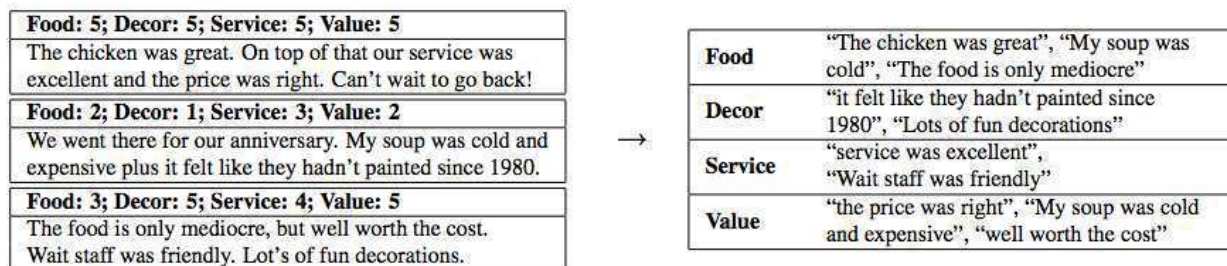 Food: 5; Decor: 5; Service: 5; Value: 5
The chicken was great. On top of that our service was
excellent and the price was right. Can't wait to go back!
Food: 2; Decor: 1; Service: 3; Value: 2
We went there for our anniversary. My soup was cold and
expensive plus it felt like they hadn't painted since 1980.
Food: 3; Decor: 5; Service: 4; Value: 5
The food is only mediocre, but well worth the cost.
Wait staff was friendly. Lot's of fun decorations.
→
Food
“The chicken was great”, “My soup was
cold”, “The food is only mediocre”
Decor
“it felt like they hadn't painted since
1980”, “Lots of fun decorations”
Service
“service was excellent”,
“Wait staff was friendly”
Value
“the price was right”, “My soup was cold
and expensive”, “well worth the cost”